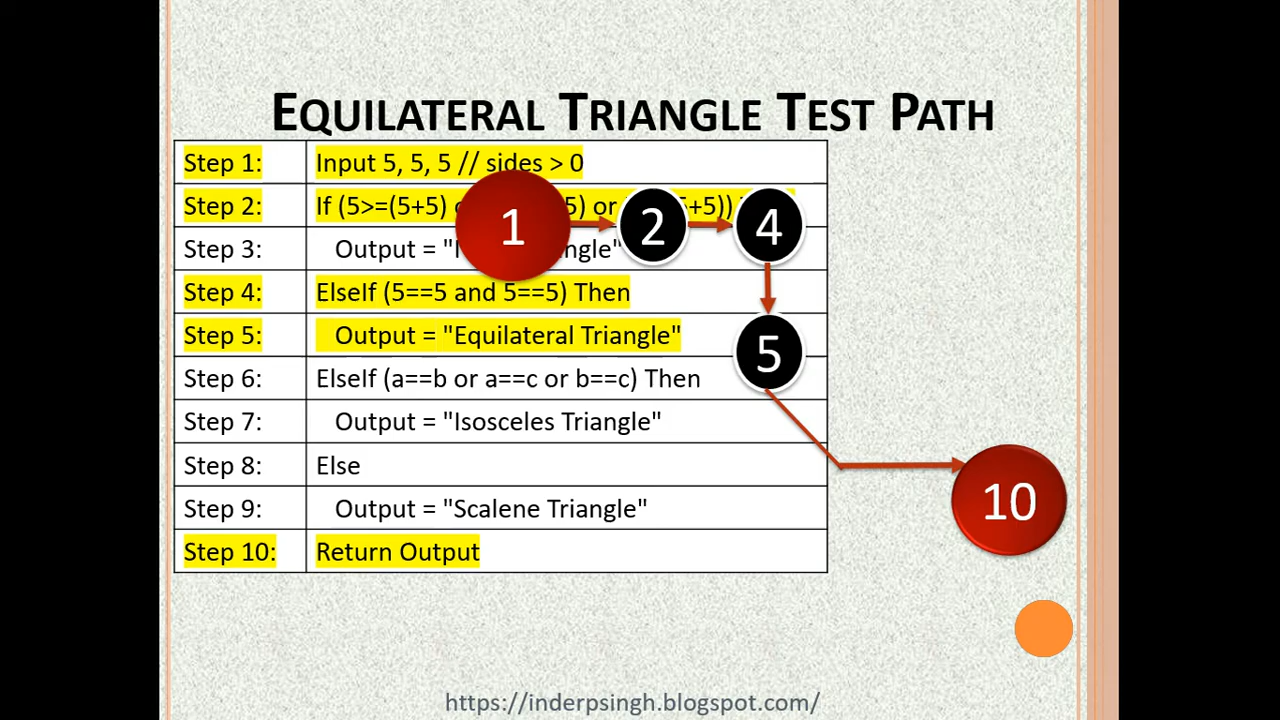 EQUILATERAL TRIANGLE TEST PATH
Step 1: Input 5, 5, 5 // sides > 0
Step 2: If (5>=(5+5) 5) or 5+5))
1 2 4
Step 3: Output = " ngle"
Step 4: ElseIf (5==5 and 5==5) Then
Step 5: Output = "Equilateral Triangle"
5
Step 6: ElseIf (a==b or a==c or b==c) Then
Step 7: Output = "Isosceles Triangle"
Step 8: Else
Step 9: Output = "Scalene Triangle"
10
Step 10: Return Output
https://inderpsingh.blogspot.com/